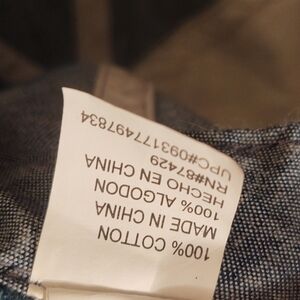 100% COTTON
MADE IN CHINA
100% ALGODON
HECHO EN CHINA
RN#87429
UPC#093177497834